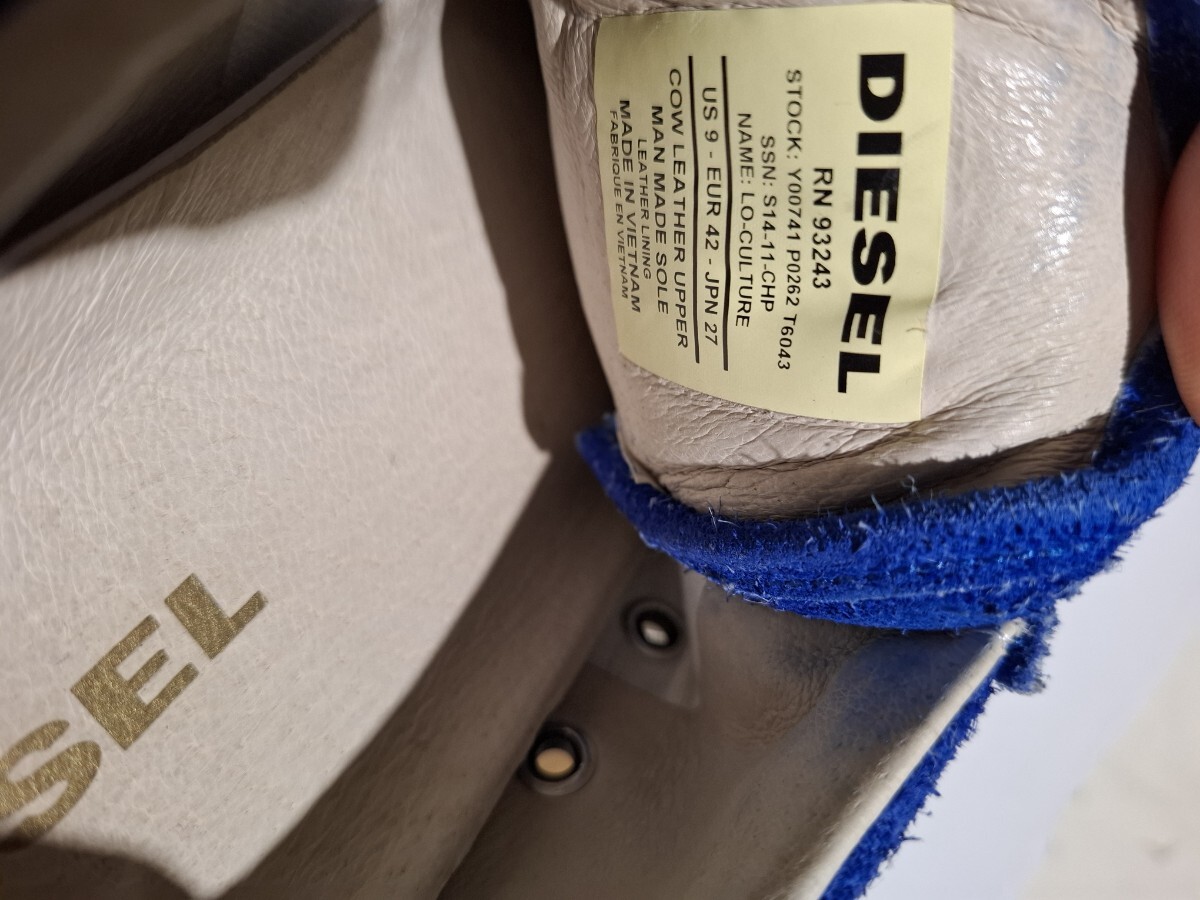 DIESEL
RN 93243
STOCK: Y00741 P0262 T6043
SSN: S14-11-CHP
NAME: LO-CULTURE
US 9 - EUR 42 - JPN 27
COW LEATHER UPPER
MAN MADE SOLE
LEATHER LINING
MADE IN VIETNAM
FABRIQUE EN VIETNAM
SEL